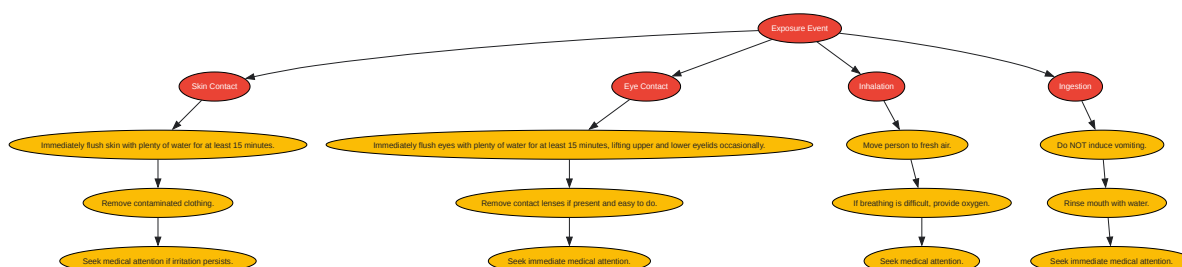 Exposure Event
Skin Contact
Eye Contact
Inhalation
Ingestion
Immediately flush skin with plenty of water for at least 15 minutes.
Immediately flush eyes with plenty of water for at least 15 minutes, lifting upper and lower eyelids occasionally.
Move person to fresh air.
Do NOT induce vomiting.
Remove contaminated clothing.
Remove contact lenses if present and easy to do.
If breathing is difficult, provide oxygen.
Rinse mouth with water.
Seek medical attention if irritation persists.
Seek immediate medical attention.
Seek medical attention.
Seek immediate medical attention.